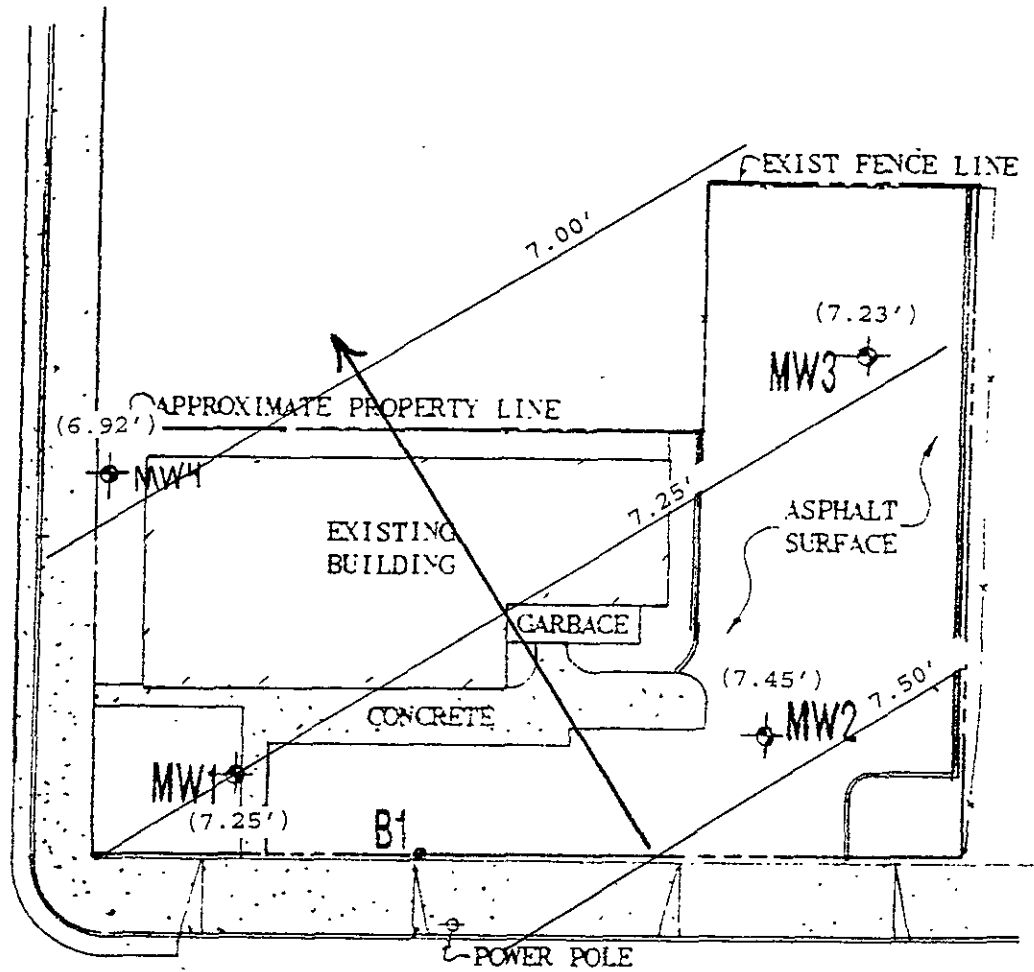 EXIST FENCE LINE
7.00'
(7.23')
MW3
APPROXIMATE PROPERTY LINE
(6.92')
MW4
7.25'
EXISTING
BUILDING
ASPHALT
SURFACE
GARBAGE
(7.45')
7.50'
CONCRETE
MW2
MW1
(7.25')
B1
POWER POLE